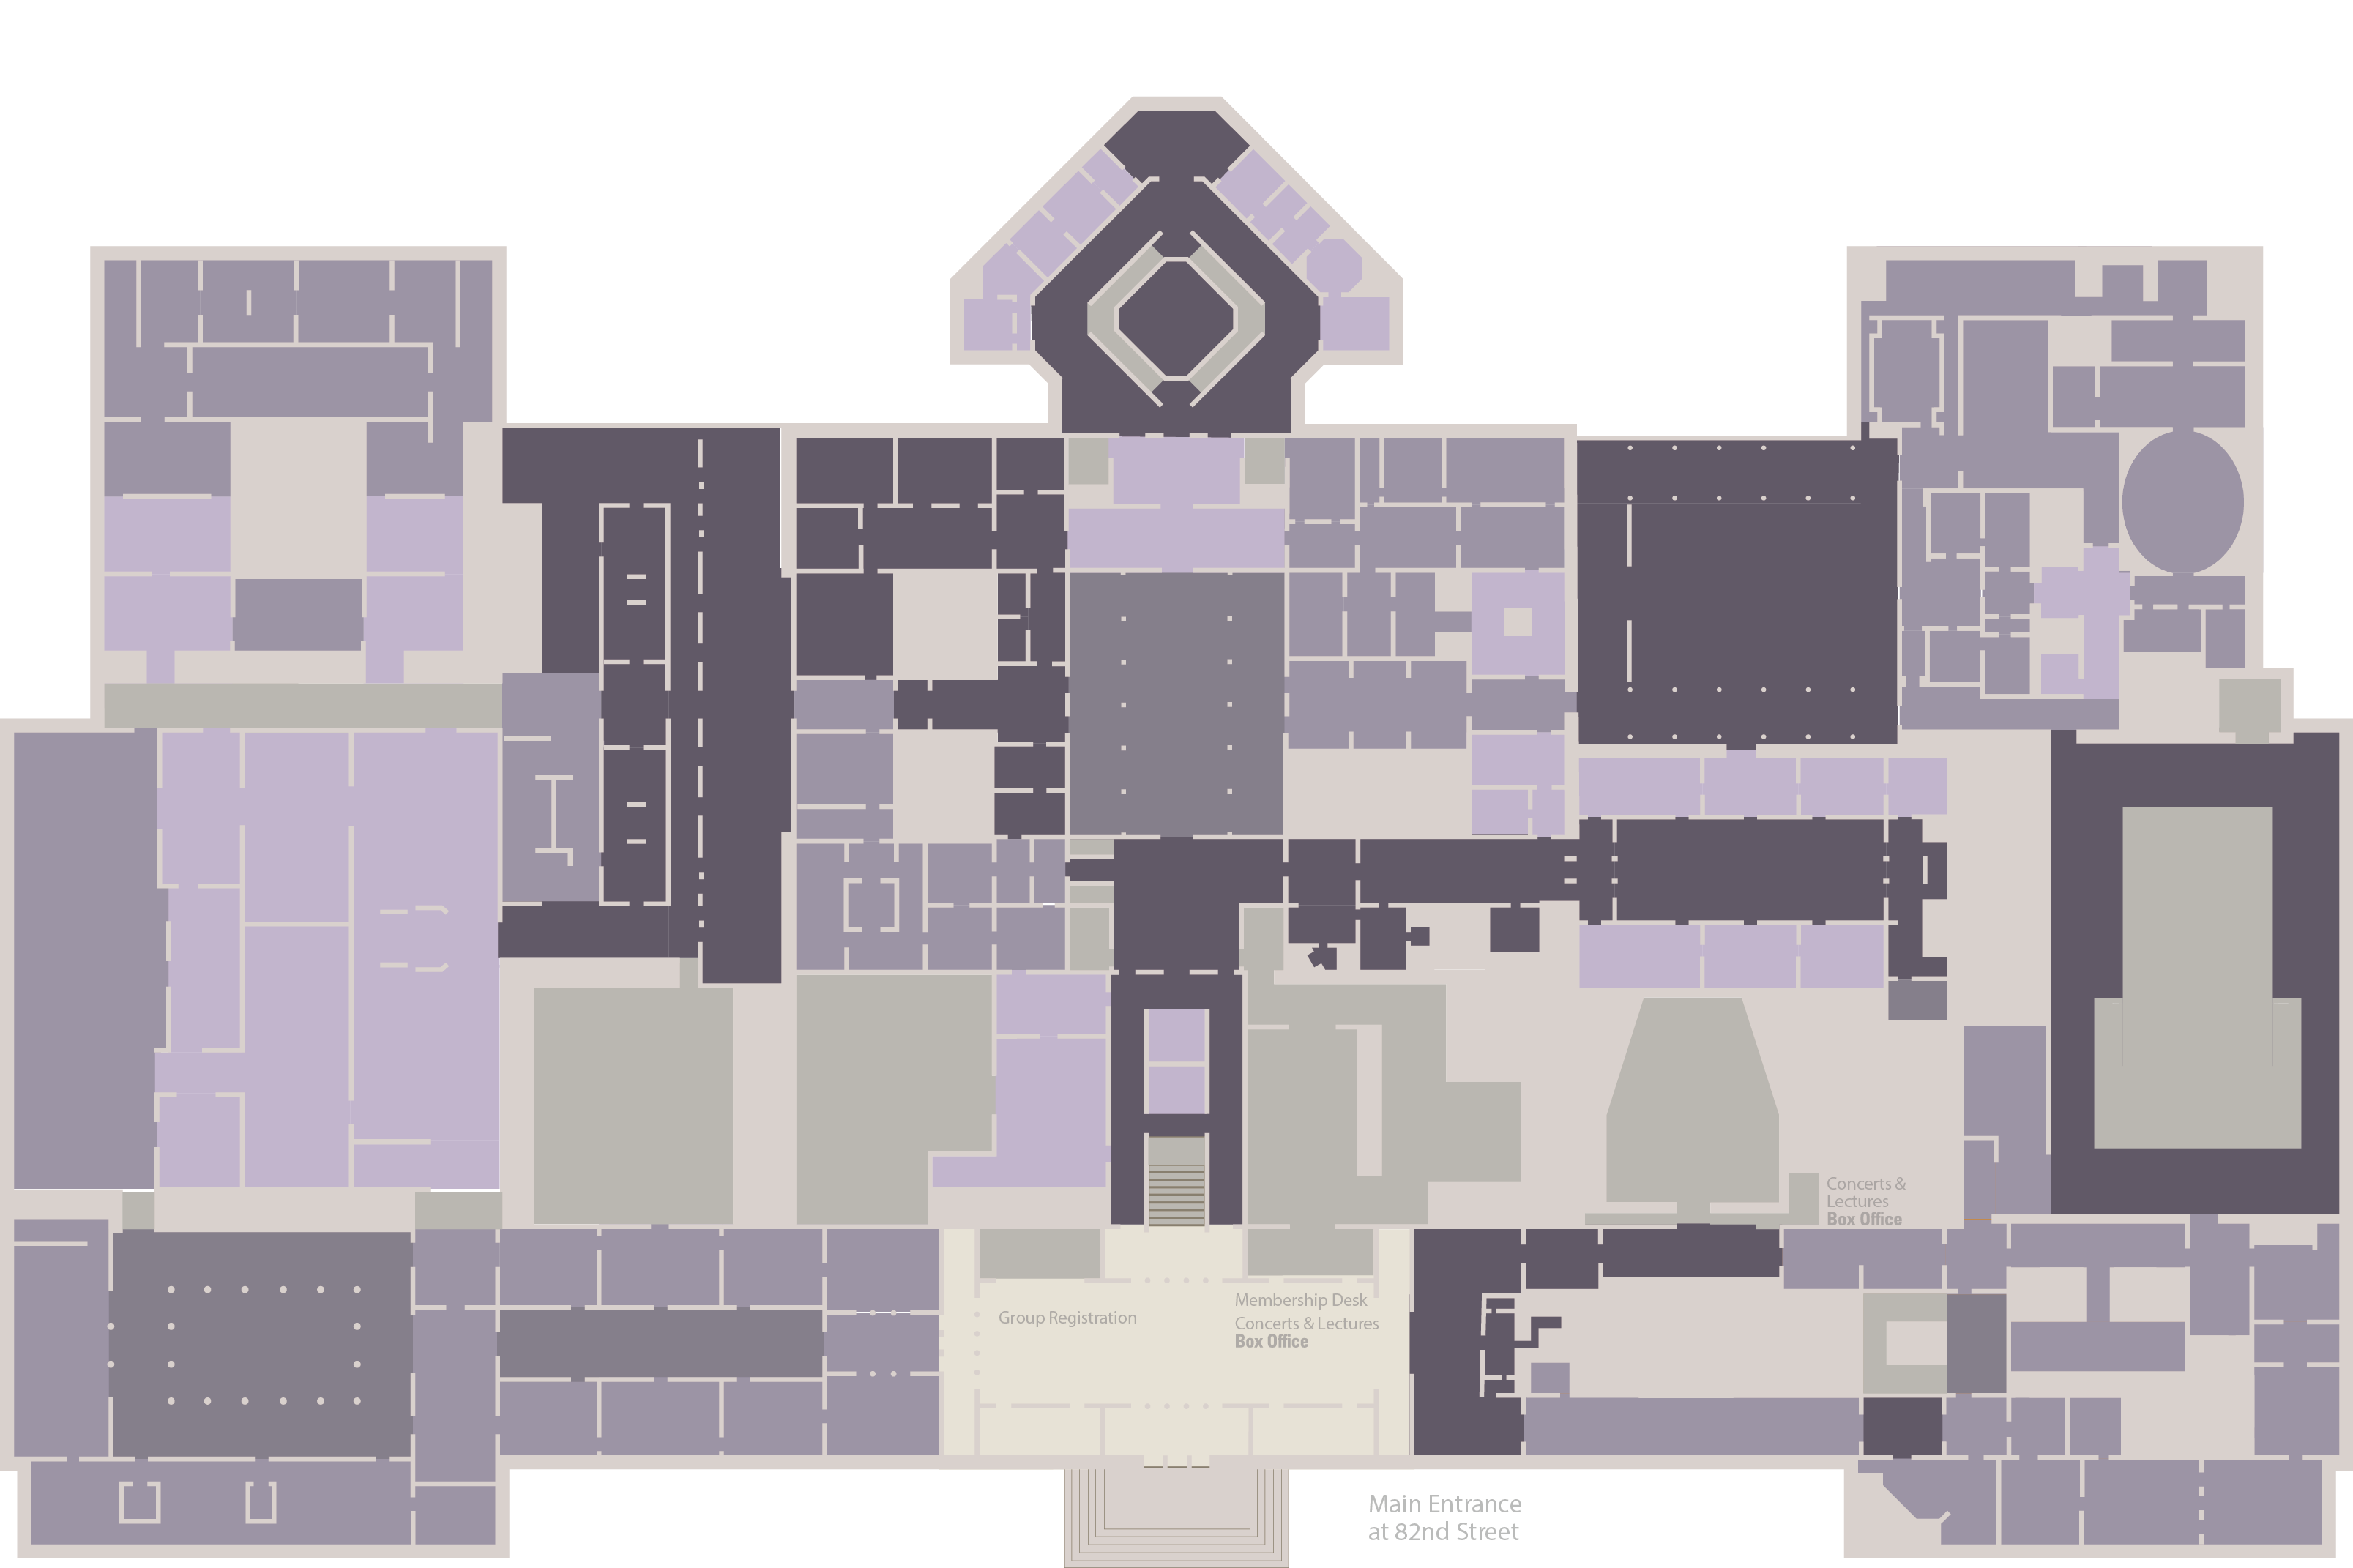 Concerts &
Lectures
Box Office
Membership Desk
Group Registration
Concerts & Lectures
Box Office
Main Entrance
at 82nd Street